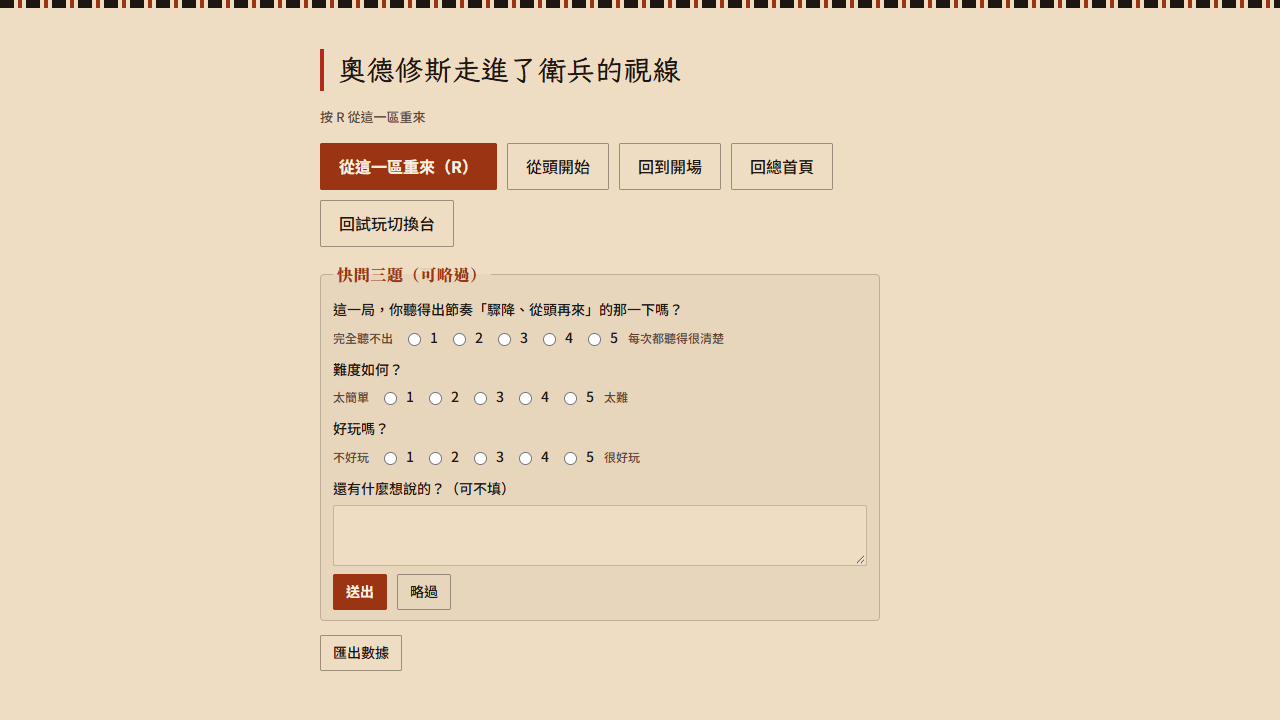 奧德修斯走進了衛兵的視線
按 R 從這一區重來
從這一區重來（R）
從頭開始
回到開場
回總首頁
回試玩切換台
快問三題（可略過）
這一局，你聽得出節奏「驟降、從頭再來」的那一下嗎？
完全聽不出 1 2 3 4 5 每次都聽得很清楚
難度如何？
太簡單 1 2 3 4 5 太難
好玩嗎？
不好玩 1 2 3 4 5 很好玩
還有什麼想說的？（可不填）
送出
略過
匯出數據